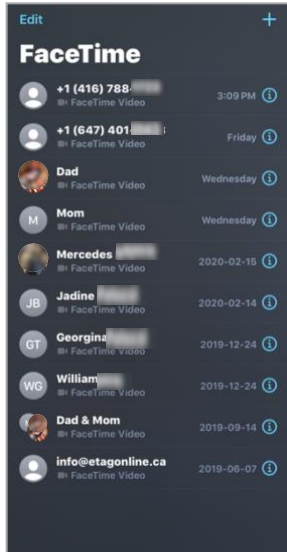 Edit +
FaceTime
+1 (416) 788-
FaceTime Video
3:09 PM
+1 (647) 401-
FaceTime Video
Friday
Dad
FaceTime Video
Wednesday
M
Mom
FaceTime Video
Wednesday
Mercedes
FaceTime Video
2020-02-15
JB
Jadine
FaceTime Video
2020-02-14
GT
Georgina
FaceTime Video
2019-12-24
WG
William
FaceTime Video
2019-12-24
Dad & Mom
FaceTime Video
2019-09-14
info@etagonline.ca
FaceTime Video
2019-06-07